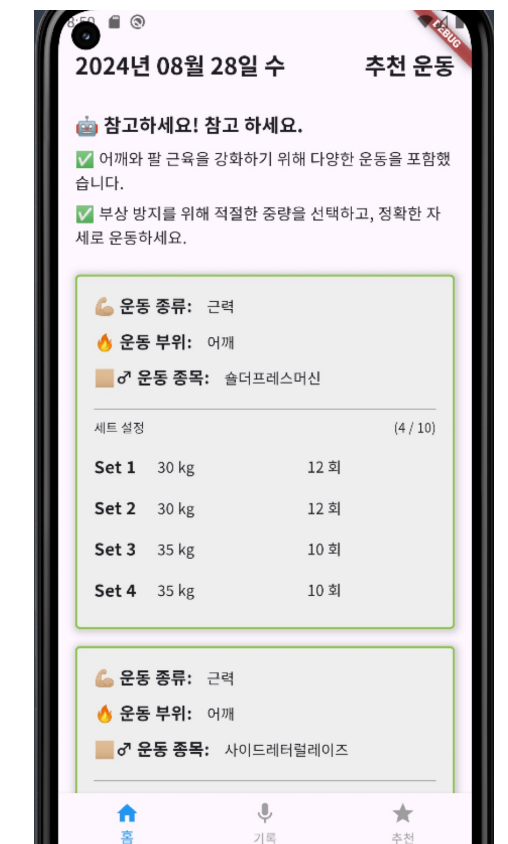 8:50
DEBUG
2024년 08월 28일 수 추천 운동
🤖 참고하세요! 참고 하세요.
✅ 어깨와 팔 근육을 강화하기 위해 다양한 운동을 포함했
습니다.
✅ 부상 방지를 위해 적절한 중량을 선택하고, 정확한 자
세로 운동하세요.
💪🏼 운동 종류: 근력
🔥 운동 부위: 어깨
🏼♂ 운동 종목: 숄더프레스머신
세트 설정 (4 / 10)
Set 1 30 kg 12 회
Set 2 30 kg 12 회
Set 3 35 kg 10 회
Set 4 35 kg 10 회
💪🏼 운동 종류: 근력
🔥 운동 부위: 어깨
🏼♂ 운동 종목: 사이드레터럴레이즈
홈 기록 추천